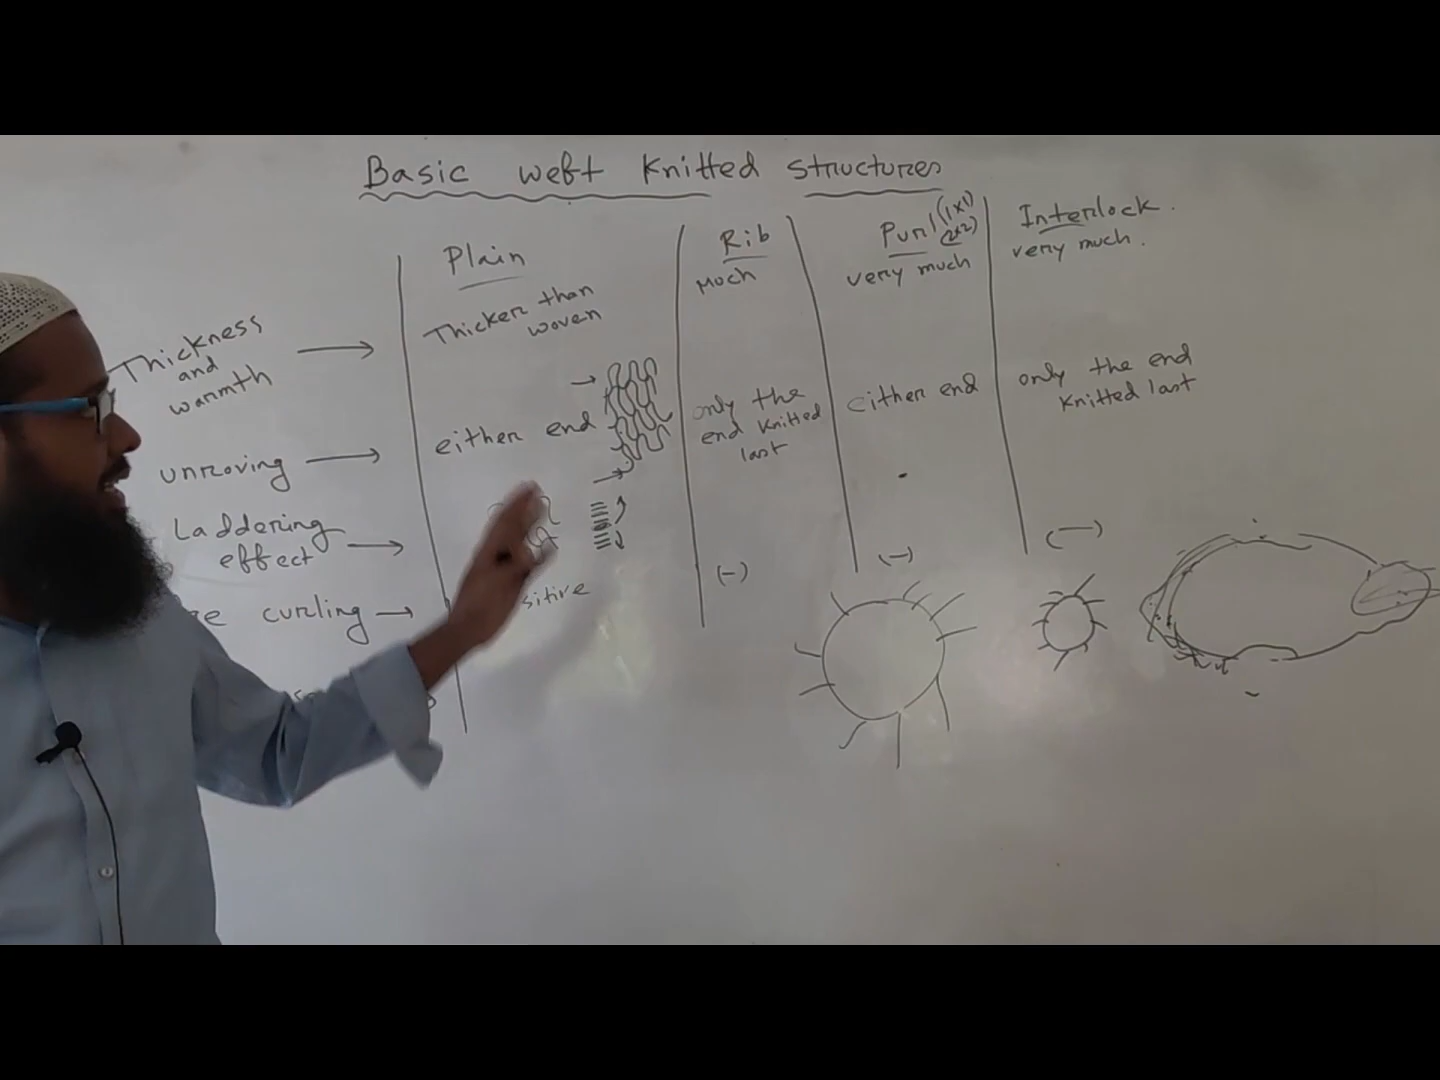 Basic weft knitted structures
Plain
Rib
Purl (1x1)
(2x2)
Interlock.
Thickness
and
warmth
Thicker than
woven
Much
very much
very much.
unroving
either end
only the
end knitted
last
either end
only the end
knitted last
Laddering
effect
curling
(-)
(-)
(-)